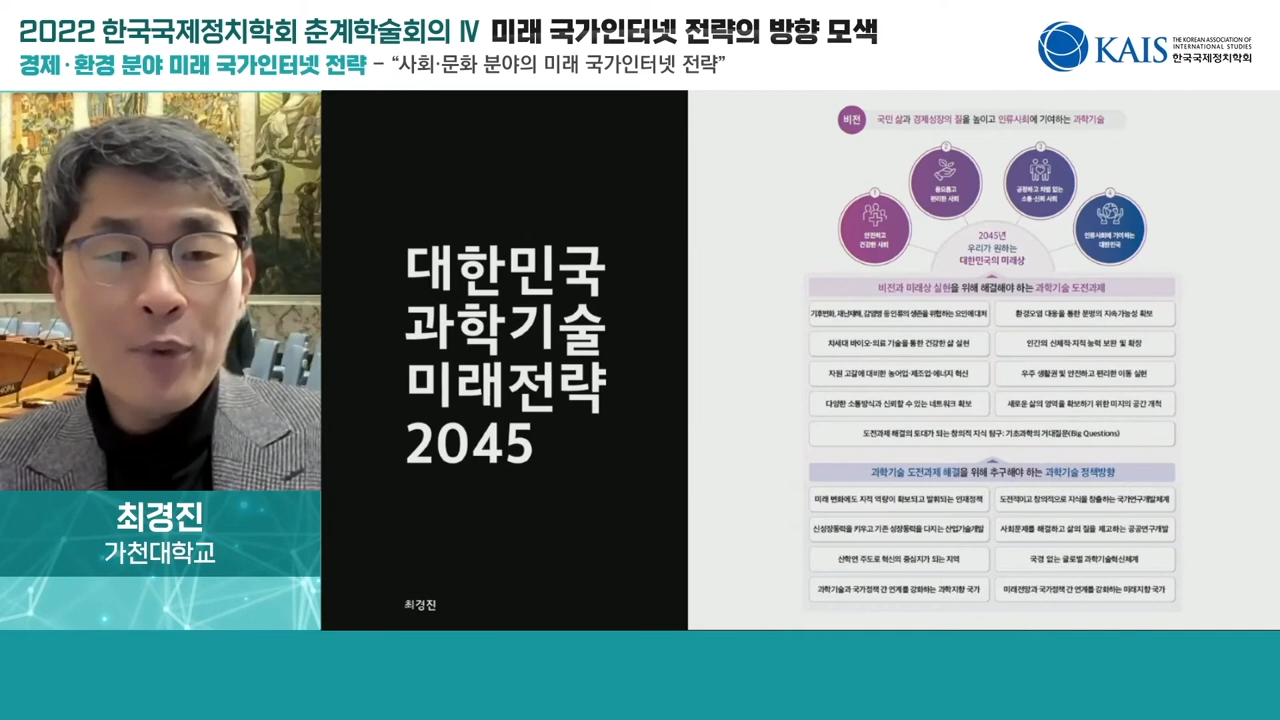 2022 한국국제정치학회 춘계학술회의 Ⅳ 미래 국가인터넷 전략의 방향 모색
경제·환경 분야 미래 국가인터넷 전략 – “사회·문화 분야의 미래 국가인터넷 전략”
KAIS
THE KOREAN ASSOCIATION OF
INTERNATIONAL STUDIES
한국국제정치학회
최경진
가천대학교
대한민국
과학기술
미래전략
2045
최경진
비전
국민 삶과 경제성장의 질을 높이고 인류사회에 기여하는 과학기술
1
안전하고
건강한 사회
2
풍요롭고
편리한 사회
3
공정하고 차별 없는
소통·신뢰 사회
4
인류사회에 기여하는
대한민국
2045년
우리가 원하는
대한민국의 미래상
비전과 미래상 실현을 위해 해결해야 하는 과학기술 도전과제
기후변화, 재난재해, 감염병 등 인류의 생존을 위협하는 요인에 대처
환경오염 대응을 통한 문명의 지속가능성 확보
차세대 바이오·의료 기술을 통한 건강한 삶 실현
인간의 신체적·지적 능력 보완 및 확장
자원 고갈에 대비한 농어업·제조업·에너지 혁신
우주 생활권 및 안전하고 편리한 이동 실현
다양한 소통방식과 신뢰할 수 있는 네트워크 확보
새로운 삶의 영역을 확보하기 위한 미지의 공간 개척
도전과제 해결의 토대가 되는 창의적 지식 탐구: 기초과학의 거대질문(Big Questions)
과학기술 도전과제 해결을 위해 추구해야 하는 과학기술 정책방향
미래 변화에도 지적 역량이 확보되고 발휘되는 인재정책
도전적이고 창의적으로 지식을 창출하는 국가연구개발체계
신성장동력을 키우고 기존 성장동력을 다지는 산업기술개발
사회문제를 해결하고 삶의 질을 제고하는 공공연구개발
산학연 주도로 혁신의 중심지가 되는 지역
국경 없는 글로벌 과학기술혁신체계
과학기술과 국가정책 간 연계를 강화하는 과학지향 국가
미래전망과 국가정책 간 연계를 강화하는 미래지향 국가